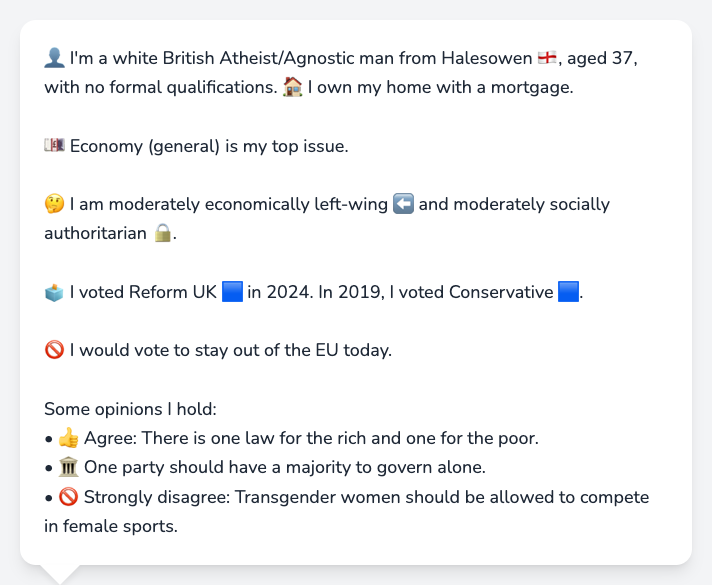 👤 I'm a white British Atheist/Agnostic man from Halesowen 🏴󠁧󠁢󠁥󠁮󠁧󠁿, aged 37,
with no formal qualifications. 🏠 I own my home with a mortgage.
💷 Economy (general) is my top issue.
🤔 I am moderately economically left-wing ⬅️ and moderately socially
authoritarian 🔒.
🗳️ I voted Reform UK 🟦 in 2024. In 2019, I voted Conservative 🟦.
🚫 I would vote to stay out of the EU today.
Some opinions I hold:
• 👍 Agree: There is one law for the rich and one for the poor.
• 🏛️ One party should have a majority to govern alone.
• 🚫 Strongly disagree: Transgender women should be allowed to compete
in female sports.